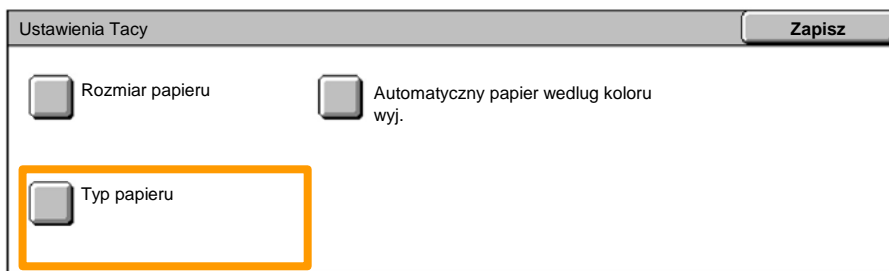 Ustawienia Tacy
Zapisz
Rozmiar papieru
Automatyczny papier wedlug koloru
wyj.
Typ papieru